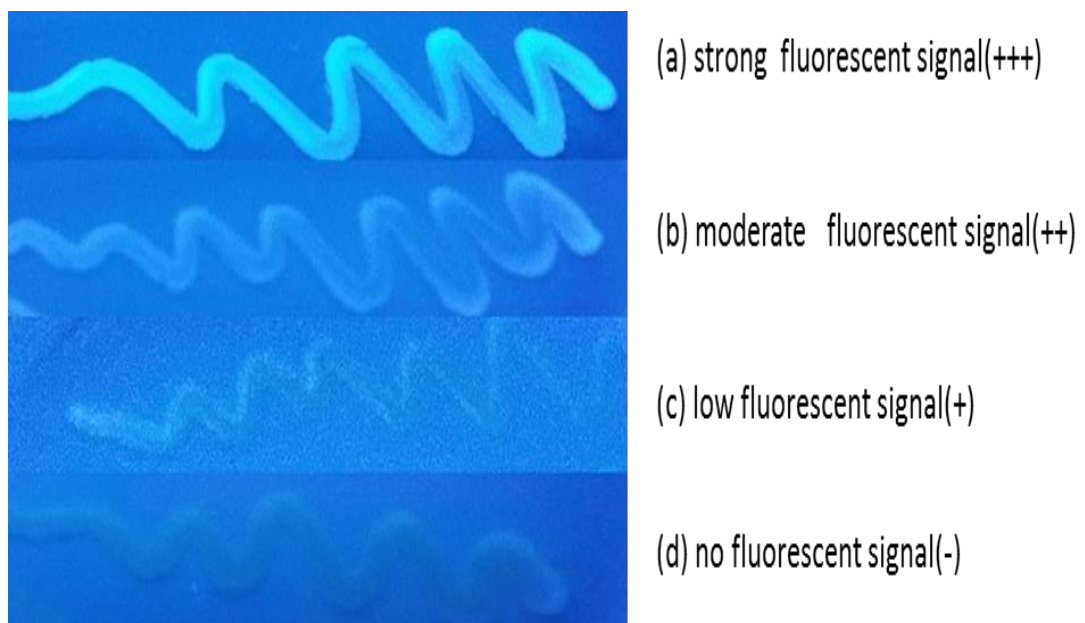 (a) strong fluorescent signal(+++)
(b) moderate fluorescent signal(++)
(c) low fluorescent signal(+)
(d) no fluorescent signal(-)